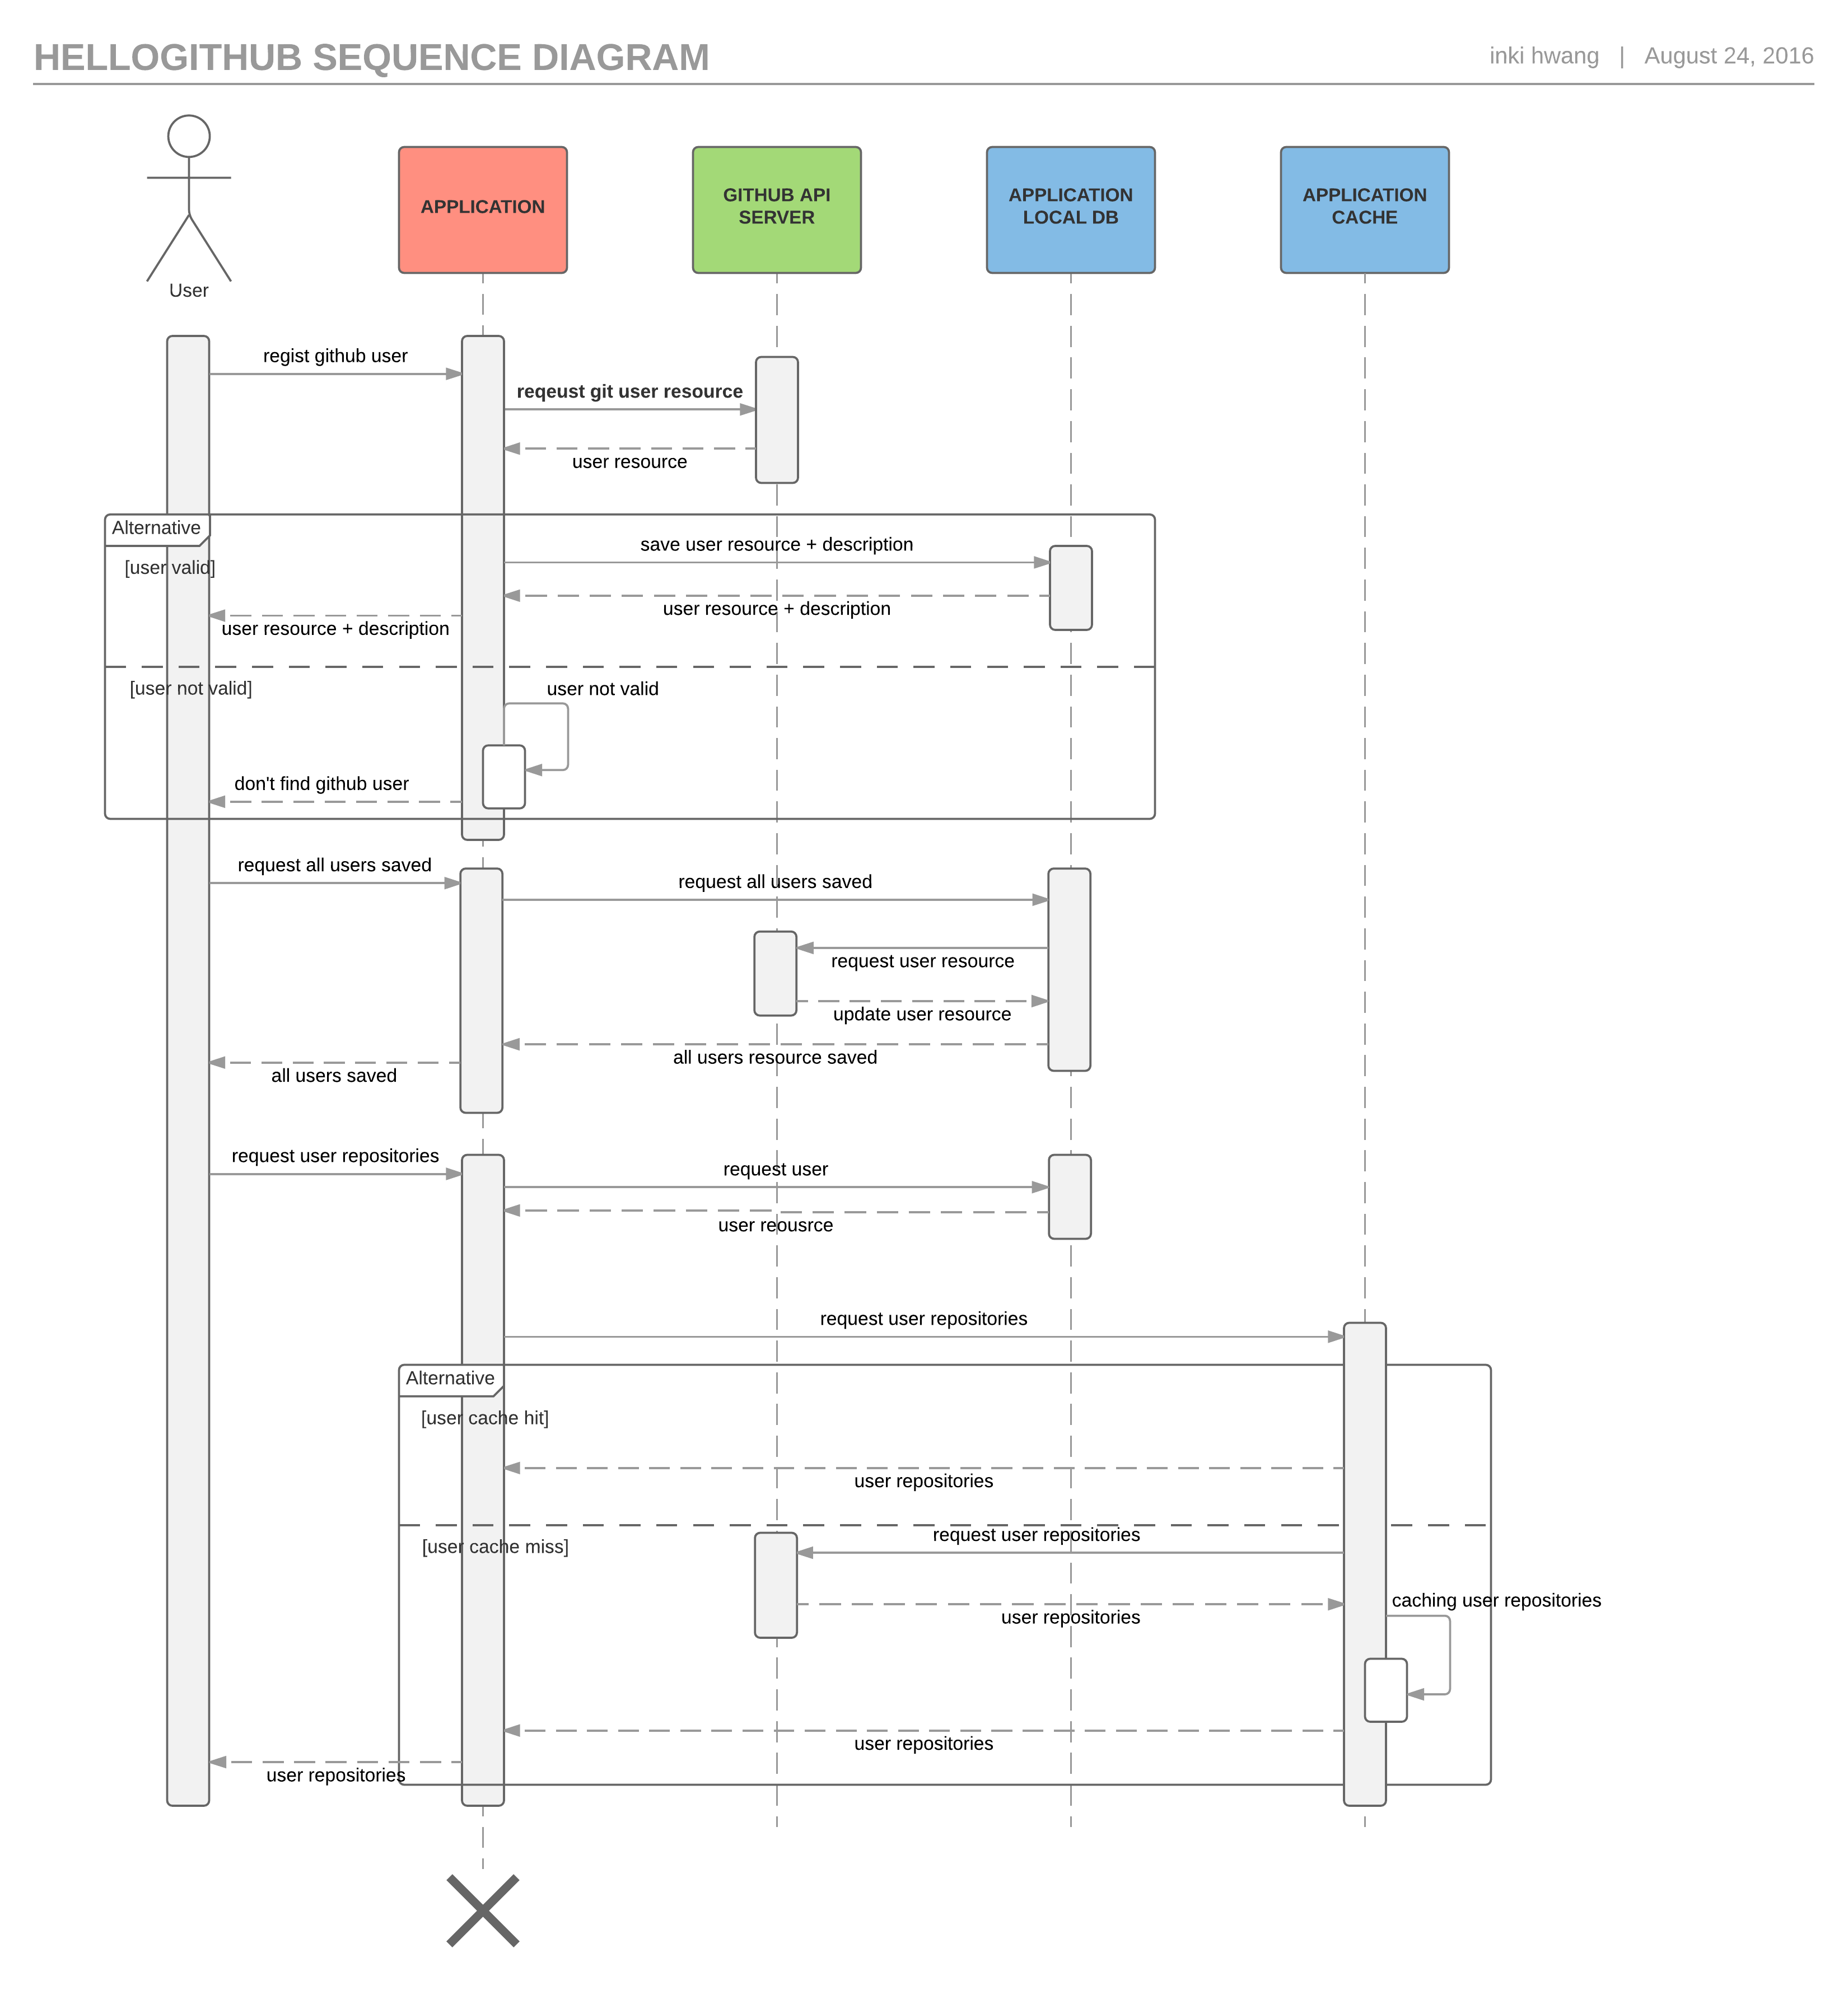 HELLOGITHUB SEQUENCE DIAGRAM
inki hwang | August 24, 2016
User
APPLICATION
GITHUB API
SERVER
APPLICATION
LOCAL DB
APPLICATION
CACHE
regist github user
reqeust git user resource
user resource
Alternative
save user resource + description
[user valid]
user resource + description
user resource + description
[user not valid]
user not valid
don't find github user
request all users saved
request all users saved
request user resource
update user resource
all users resource saved
all users saved
request user repositories
request user
user reousrce
request user repositories
Alternative
[user cache hit]
user repositories
request user repositories
[user cache miss]
caching user repositories
user repositories
user repositories
user repositories